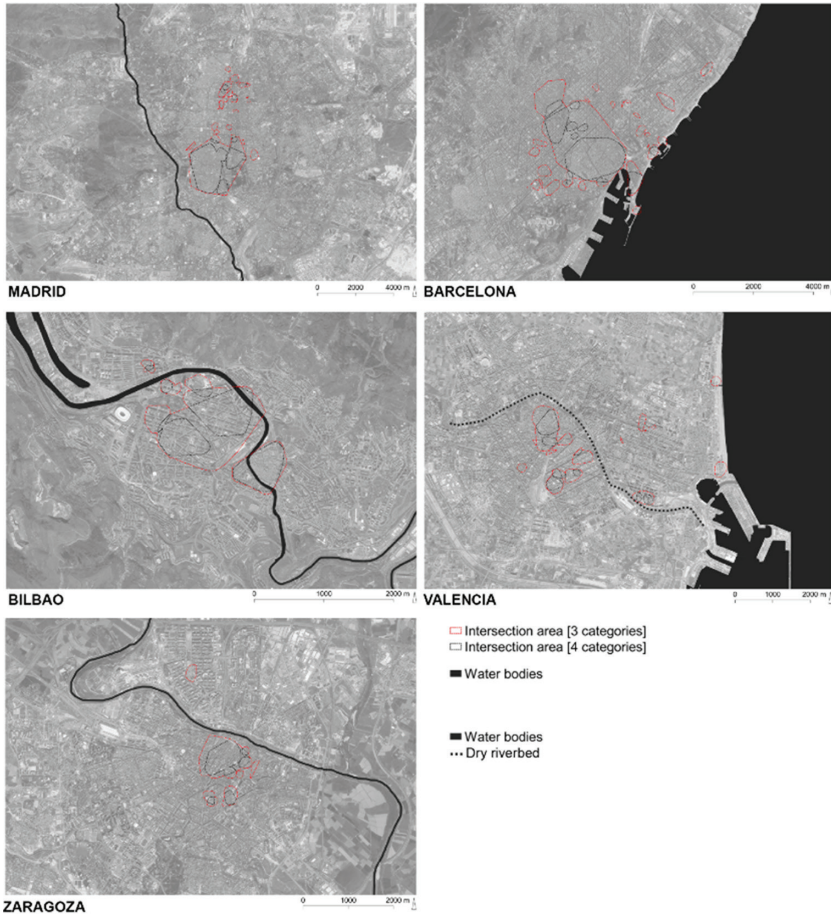 MADRID
0 2000 4000 m
BARCELONA
0 2000 4000 m
BILBAO
0 1000 2000 m
VALENCIA
0 1000 2000 m
Intersection area [3 categories]
Intersection area [4 categories]
Water bodies
Water bodies
Dry riverbed
ZARAGOZA
0 1000 2000 m